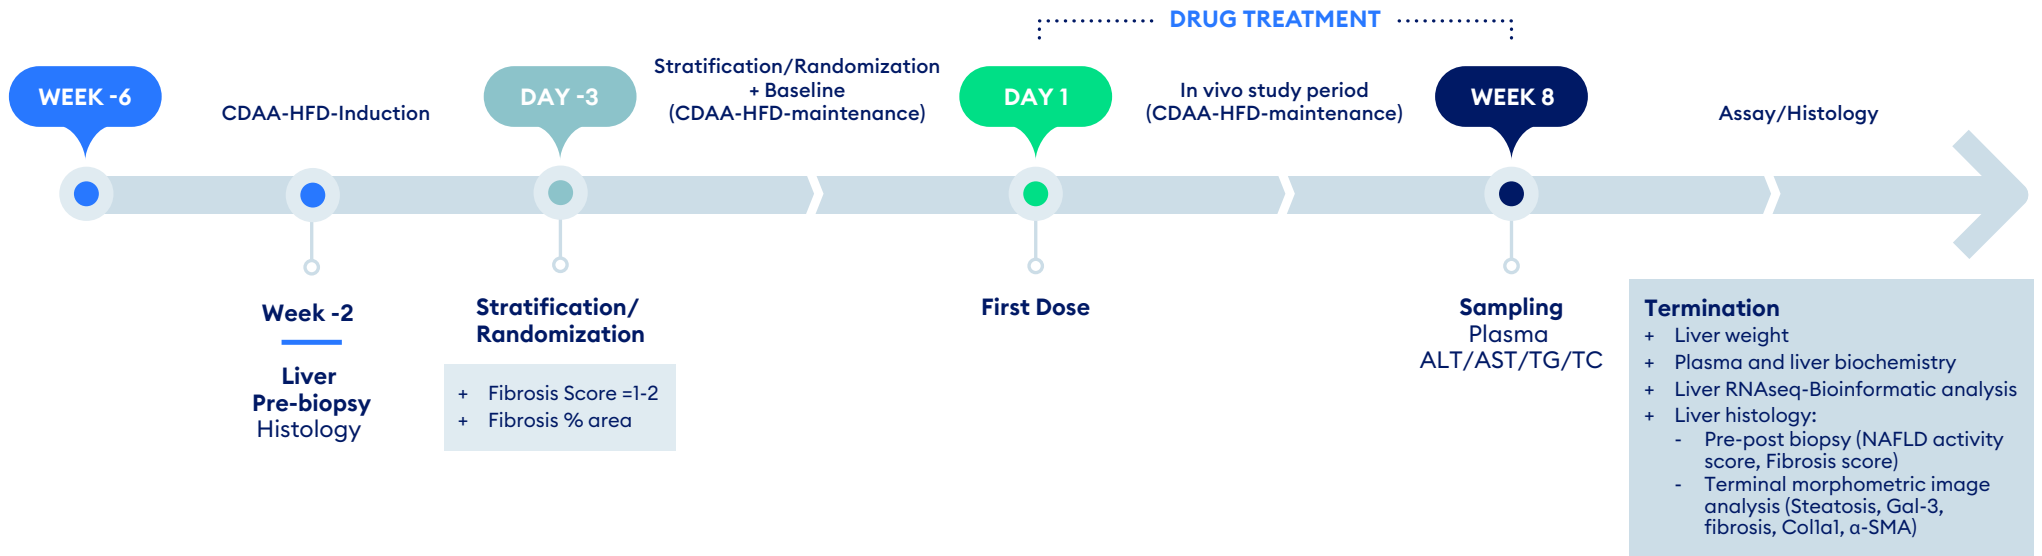 DRUG TREATMENT
WEEK -6
CDAA-HFD-Induction
DAY -3
Stratification/Randomization
+ Baseline
(CDAA-HFD-maintenance)
DAY 1
In vivo study period
(CDAA-HFD-maintenance)
WEEK 8
Assay/Histology
Week -2
Liver
Pre-biopsy
Histology
Stratification/
Randomization
+ Fibrosis Score =1-2
+ Fibrosis % area
First Dose
Sampling
Plasma
ALT/AST/TG/TC
Termination
+ Liver weight
+ Plasma and liver biochemistry
+ Liver RNAseq-Bioinformatic analysis
+ Liver histology:
- Pre-post biopsy (NAFLD activity
score, Fibrosis score)
- Terminal morphometric image
analysis (Steatosis, Gal-3,
fibrosis, Col1a1, α-SMA)